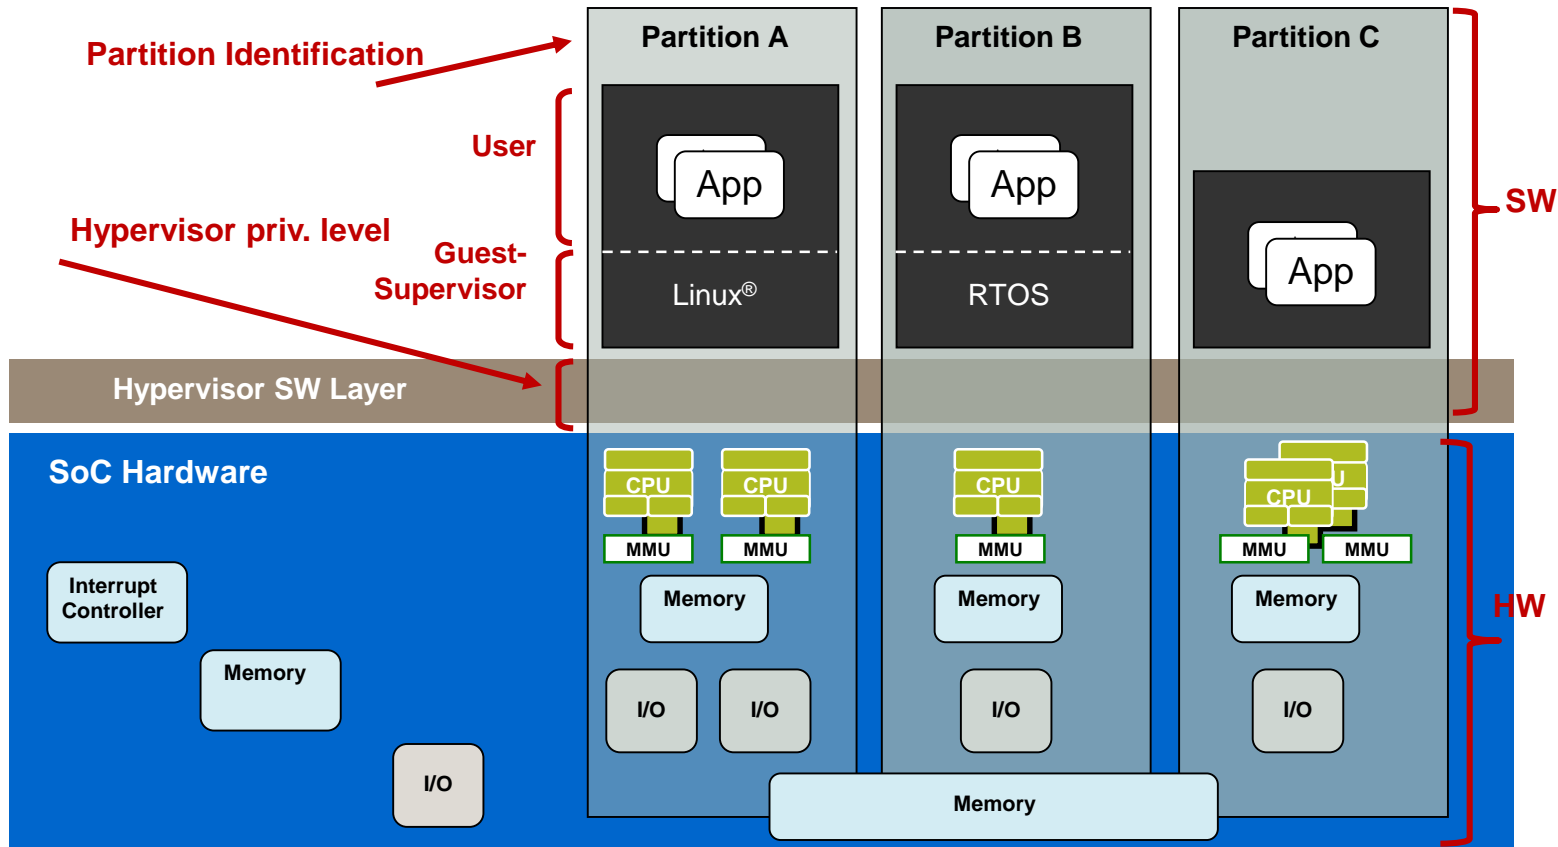 Partition Identification
Partition A
Partition B
Partition C
User
App
App
SW
Hypervisor priv. level
Guest-
Supervisor
Linux®
RTOS
App
Hypervisor SW Layer
SoC Hardware
CPU
CPU
CPU
CPU
U
MMU
MMU
MMU
MMU
MMU
Interrupt
Controller
Memory
Memory
Memory
HW
Memory
I/O
I/O
I/O
I/O
I/O
Memory